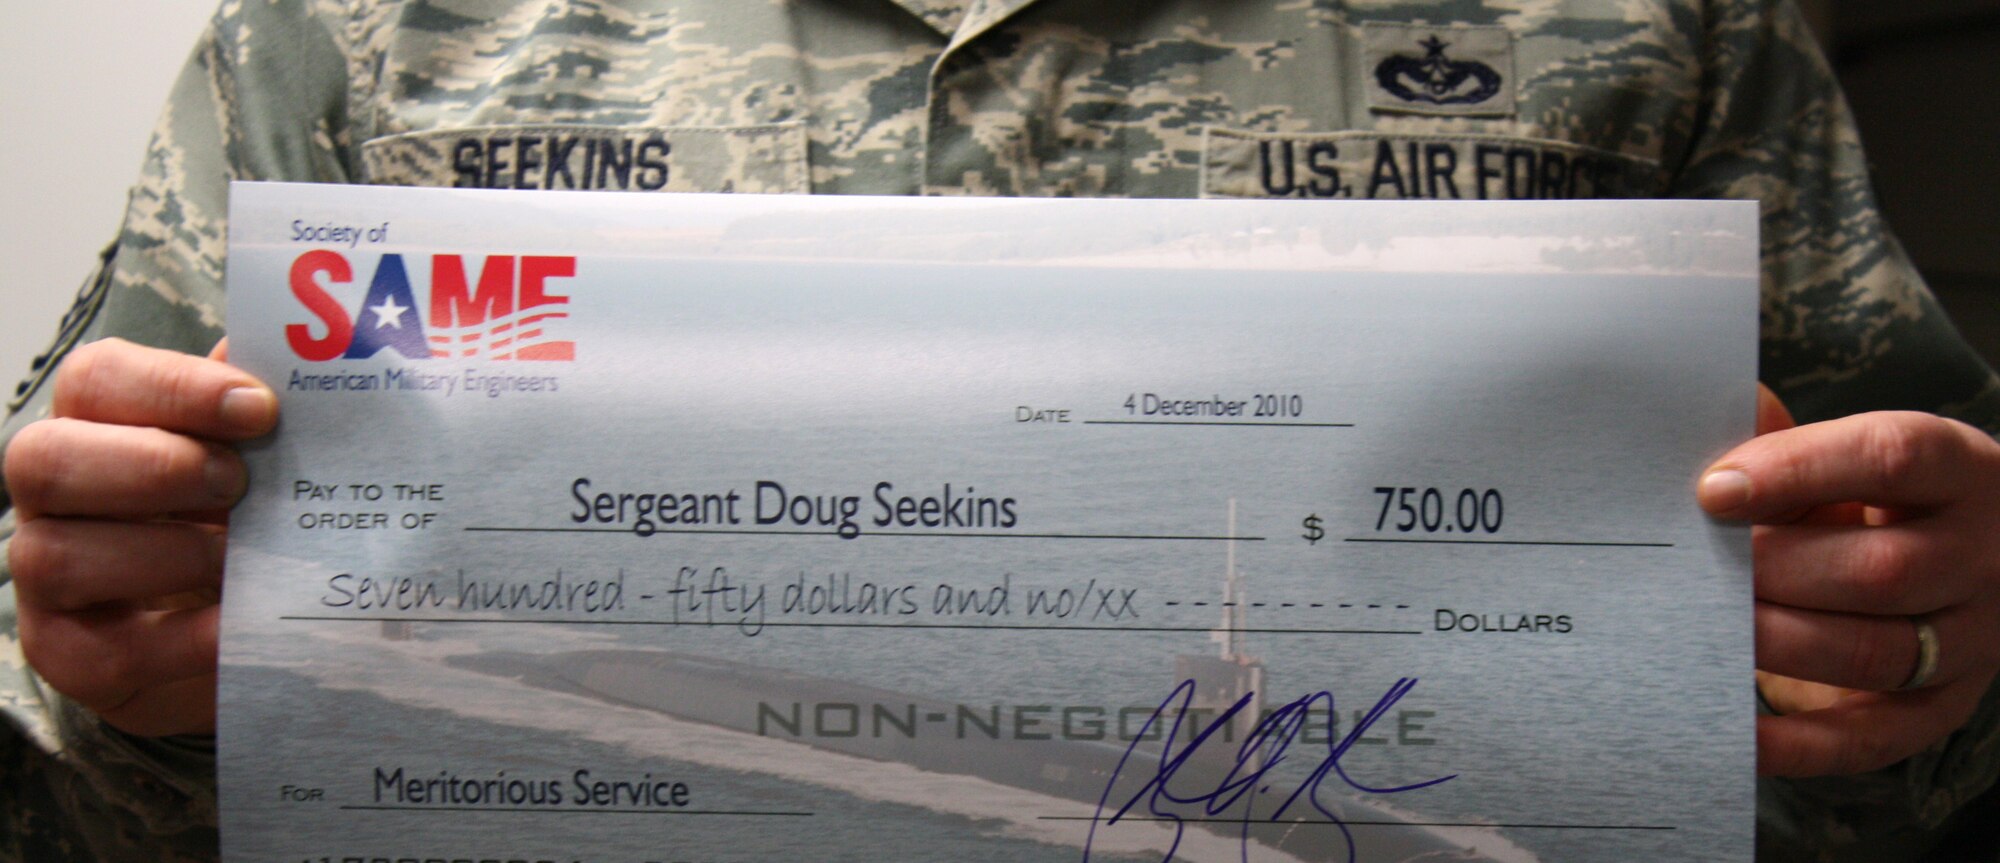 SEEKINS
U.S. AIR FORCE
Society of
SAME
American Military Engineers
DATE 4 December 2010
PAY TO THE ORDER OF Sergeant Doug Seekins $ 750.00
Seven hundred - fifty dollars and no/xx - - - - - - - - - DOLLARS
NON-NEGOTIABLE
FOR Meritorious Service